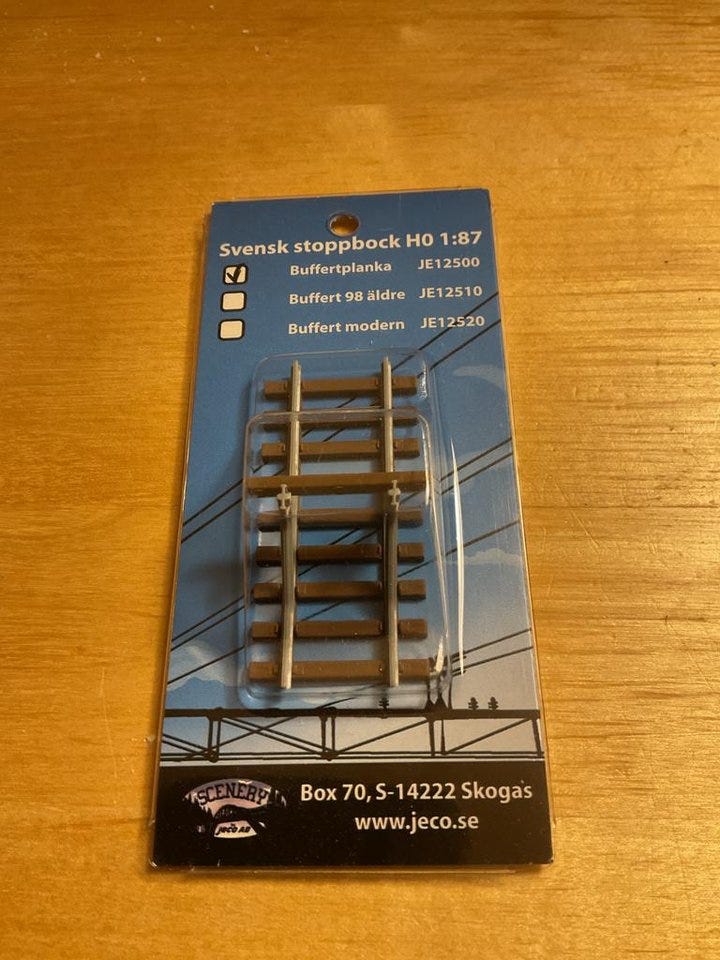 Svensk stoppbock H0 1:87
Buffertplanka JE12500
Buffert 98 äldre JE12510
Buffert modern JE12520
SCENERY
JECO AB
Box 70, S-14222 Skogås
www.jeco.se